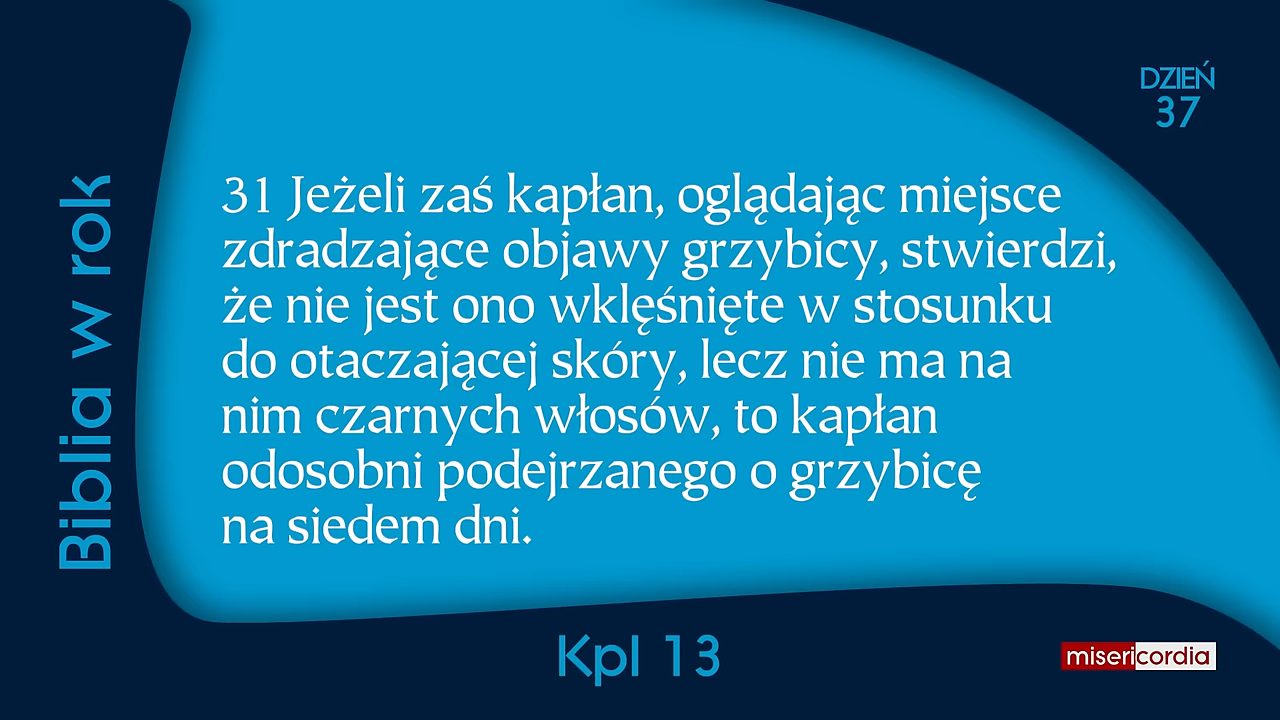 DZIEŃ
37
Biblia w rok
31 Jeżeli zaś kapłan, oglądając miejsce
zdradzające objawy grzybicy, stwierdzi,
że nie jest ono wklęśnięte w stosunku
do otaczającej skóry, lecz nie ma na
nim czarnych włosów, to kapłan
odosobni podejrzanego o grzybicę
na siedem dni.
Kpl 13
misericordia